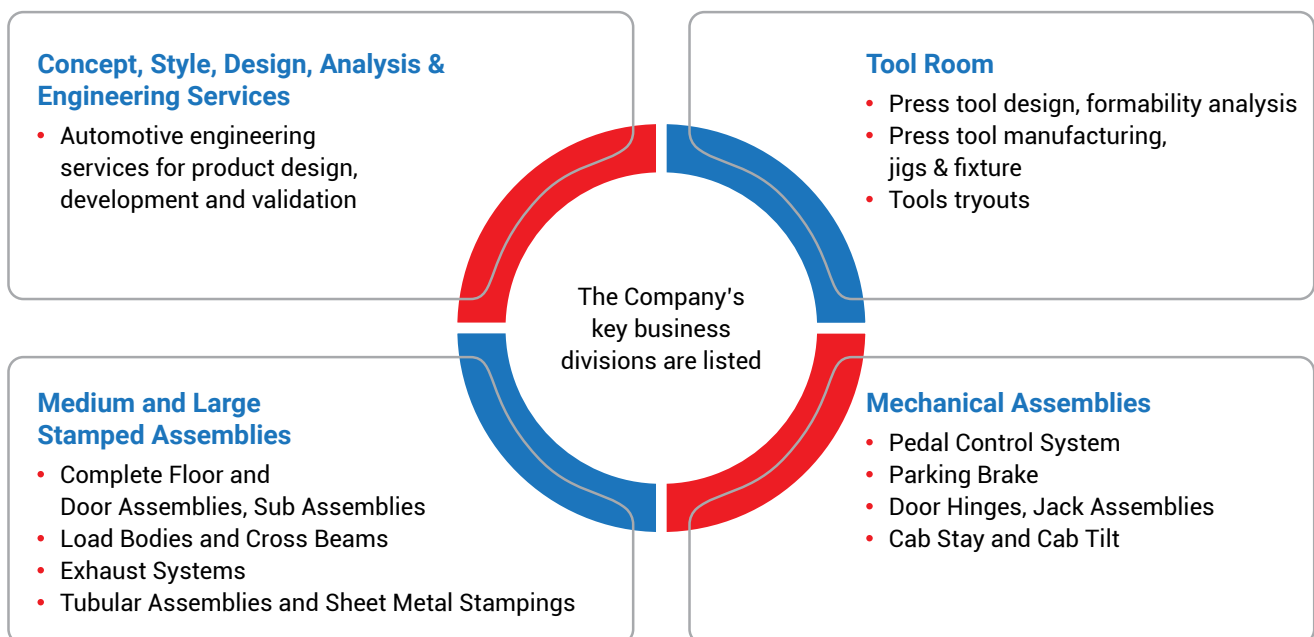 Concept, Style, Design, Analysis &
Engineering Services
• Automotive engineering
services for product design,
development and validation
Tool Room
• Press tool design, formability analysis
• Press tool manufacturing,
jigs & fixture
• Tools tryouts
The Company's
key business
divisions are listed
Medium and Large
Stamped Assemblies
• Complete Floor and
Door Assemblies, Sub Assemblies
• Load Bodies and Cross Beams
• Exhaust Systems
• Tubular Assemblies and Sheet Metal Stampings
Mechanical Assemblies
• Pedal Control System
• Parking Brake
• Door Hinges, Jack Assemblies
• Cab Stay and Cab Tilt